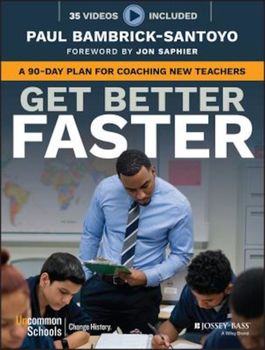 35 VIDEOS INCLUDED
PAUL BAMBRICK-SANTOYO
FOREWORD BY JON SAPHIER
A 90-DAY PLAN FOR COACHING NEW TEACHERS
GET BETTER
FASTER
Uncommon
Schools
Change History.
JOSSEY-BASS
A Wiley Brand